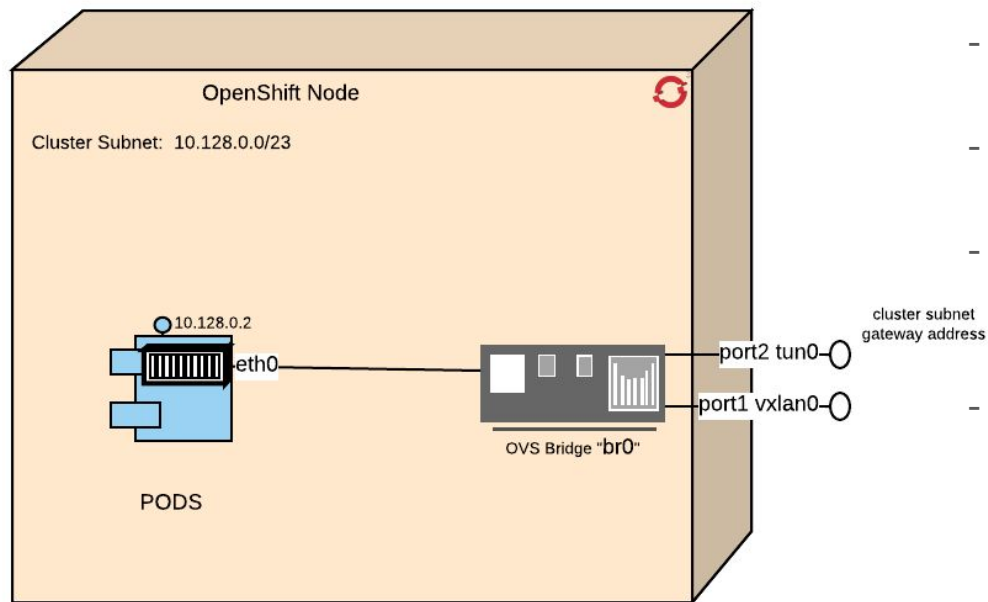 OpenShift Node
Cluster Subnet: 10.128.0.0/23
10.128.0.2
eth0
cluster subnet
gateway address
port2 tun0
port1 vxlan0
OVS Bridge "br0"
PODS